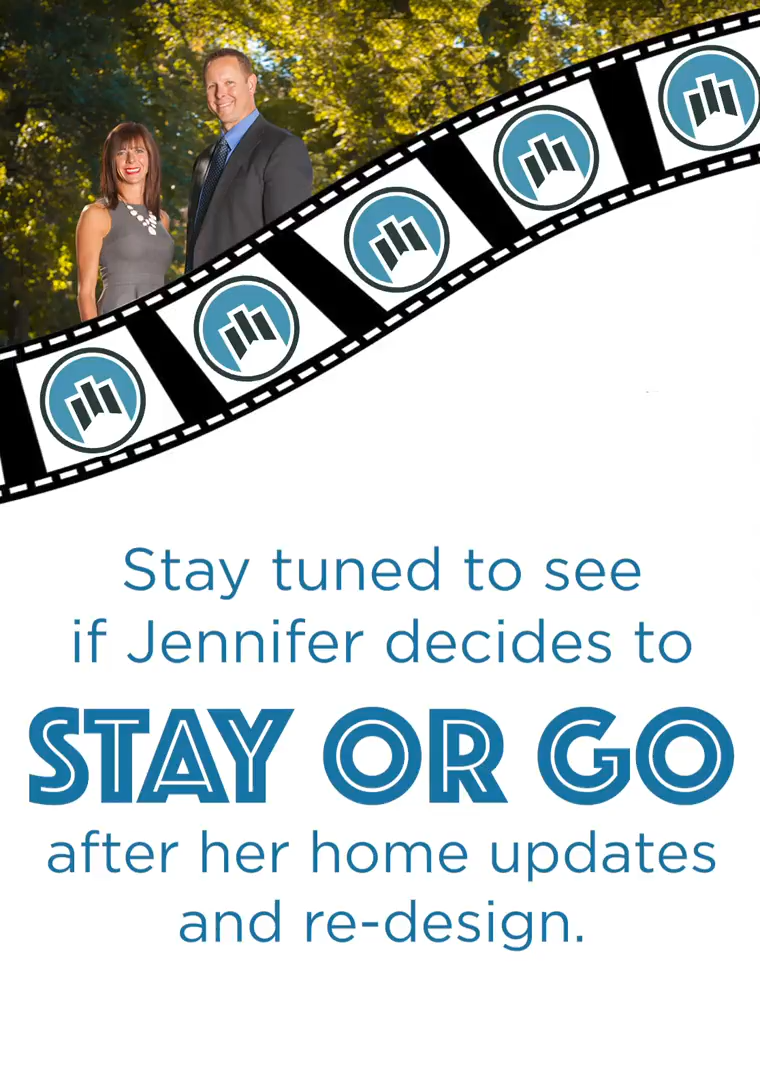 Stay tuned to see
if Jennifer decides to
STAY OR GO
after her home updates
and re-design.